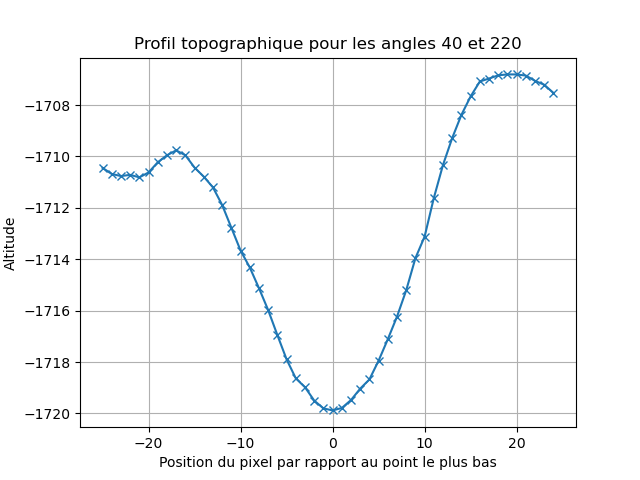 Profil topographique pour les angles 40 et 220
Altitude
−1708
−1710
−1712
−1714
−1716
−1718
−1720
−20 −10 0 10 20
Position du pixel par rapport au point le plus bas